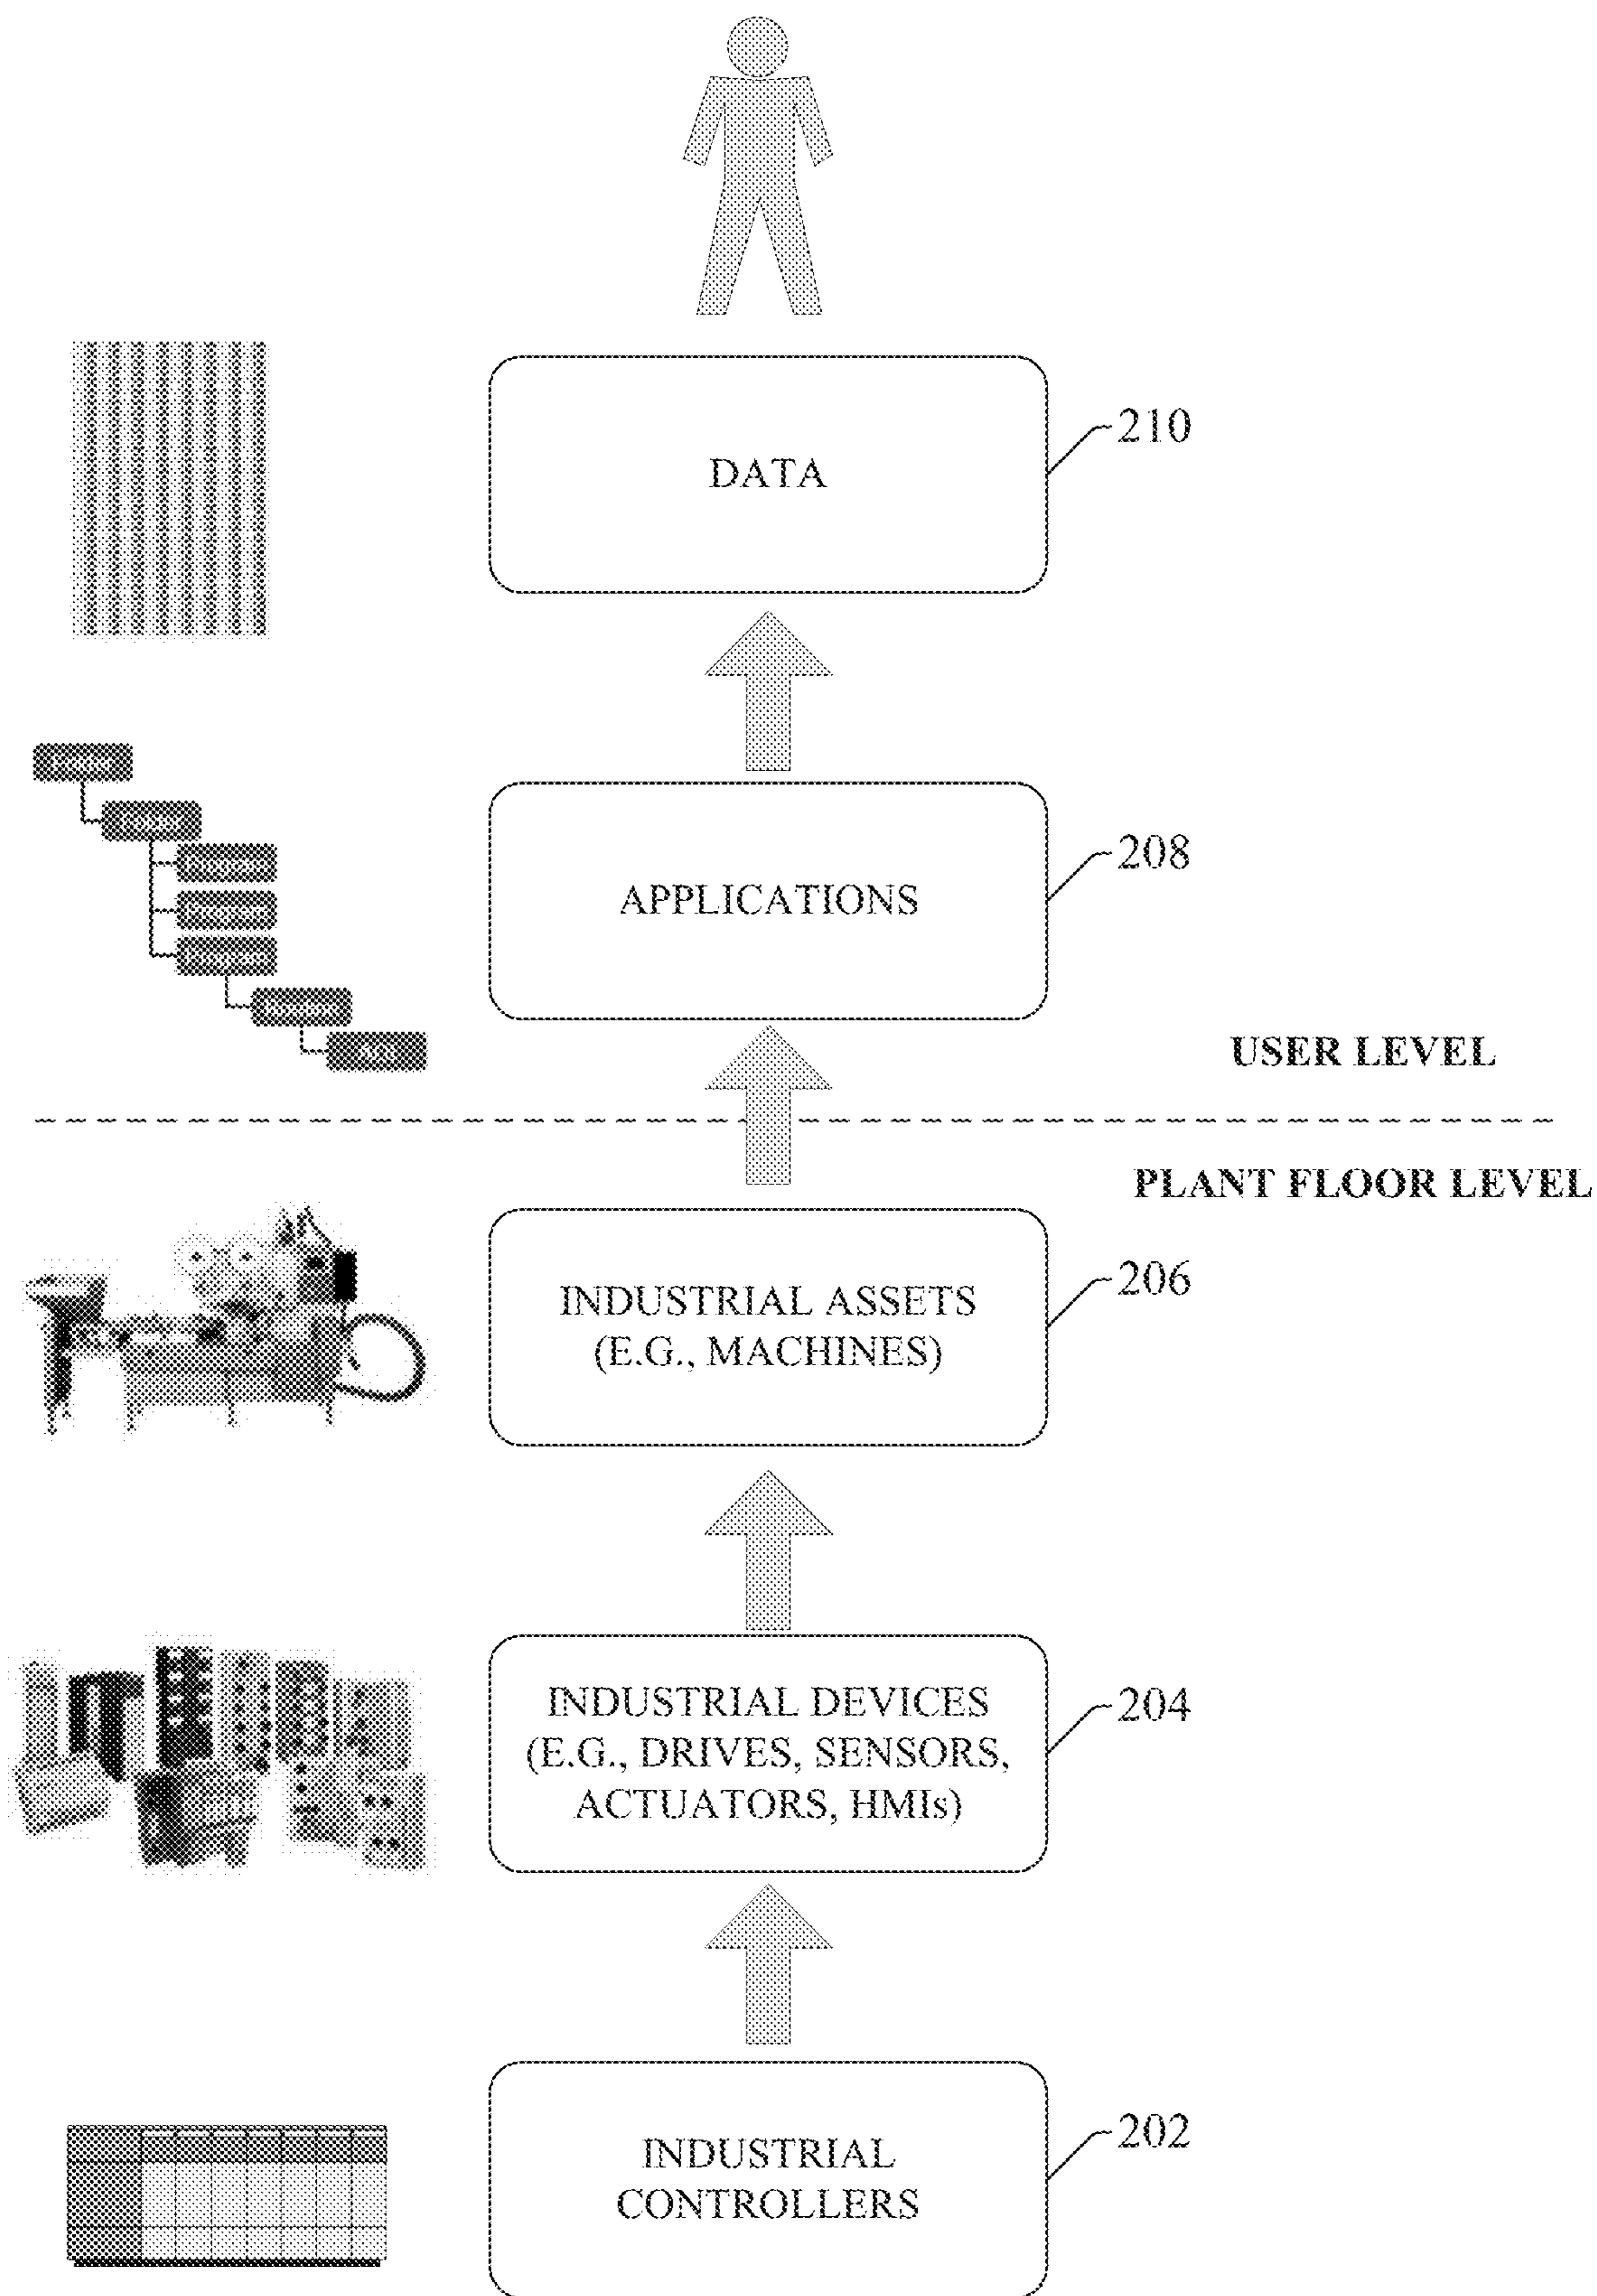 DATA
210
APPLICATIONS
208
USER LEVEL
PLANT FLOOR LEVEL
INDUSTRIAL ASSETS
(E.G., MACHINES)
206
INDUSTRIAL DEVICES
(E.G., DRIVES, SENSORS,
ACTUATORS, HMIs)
204
INDUSTRIAL
CONTROLLERS
202